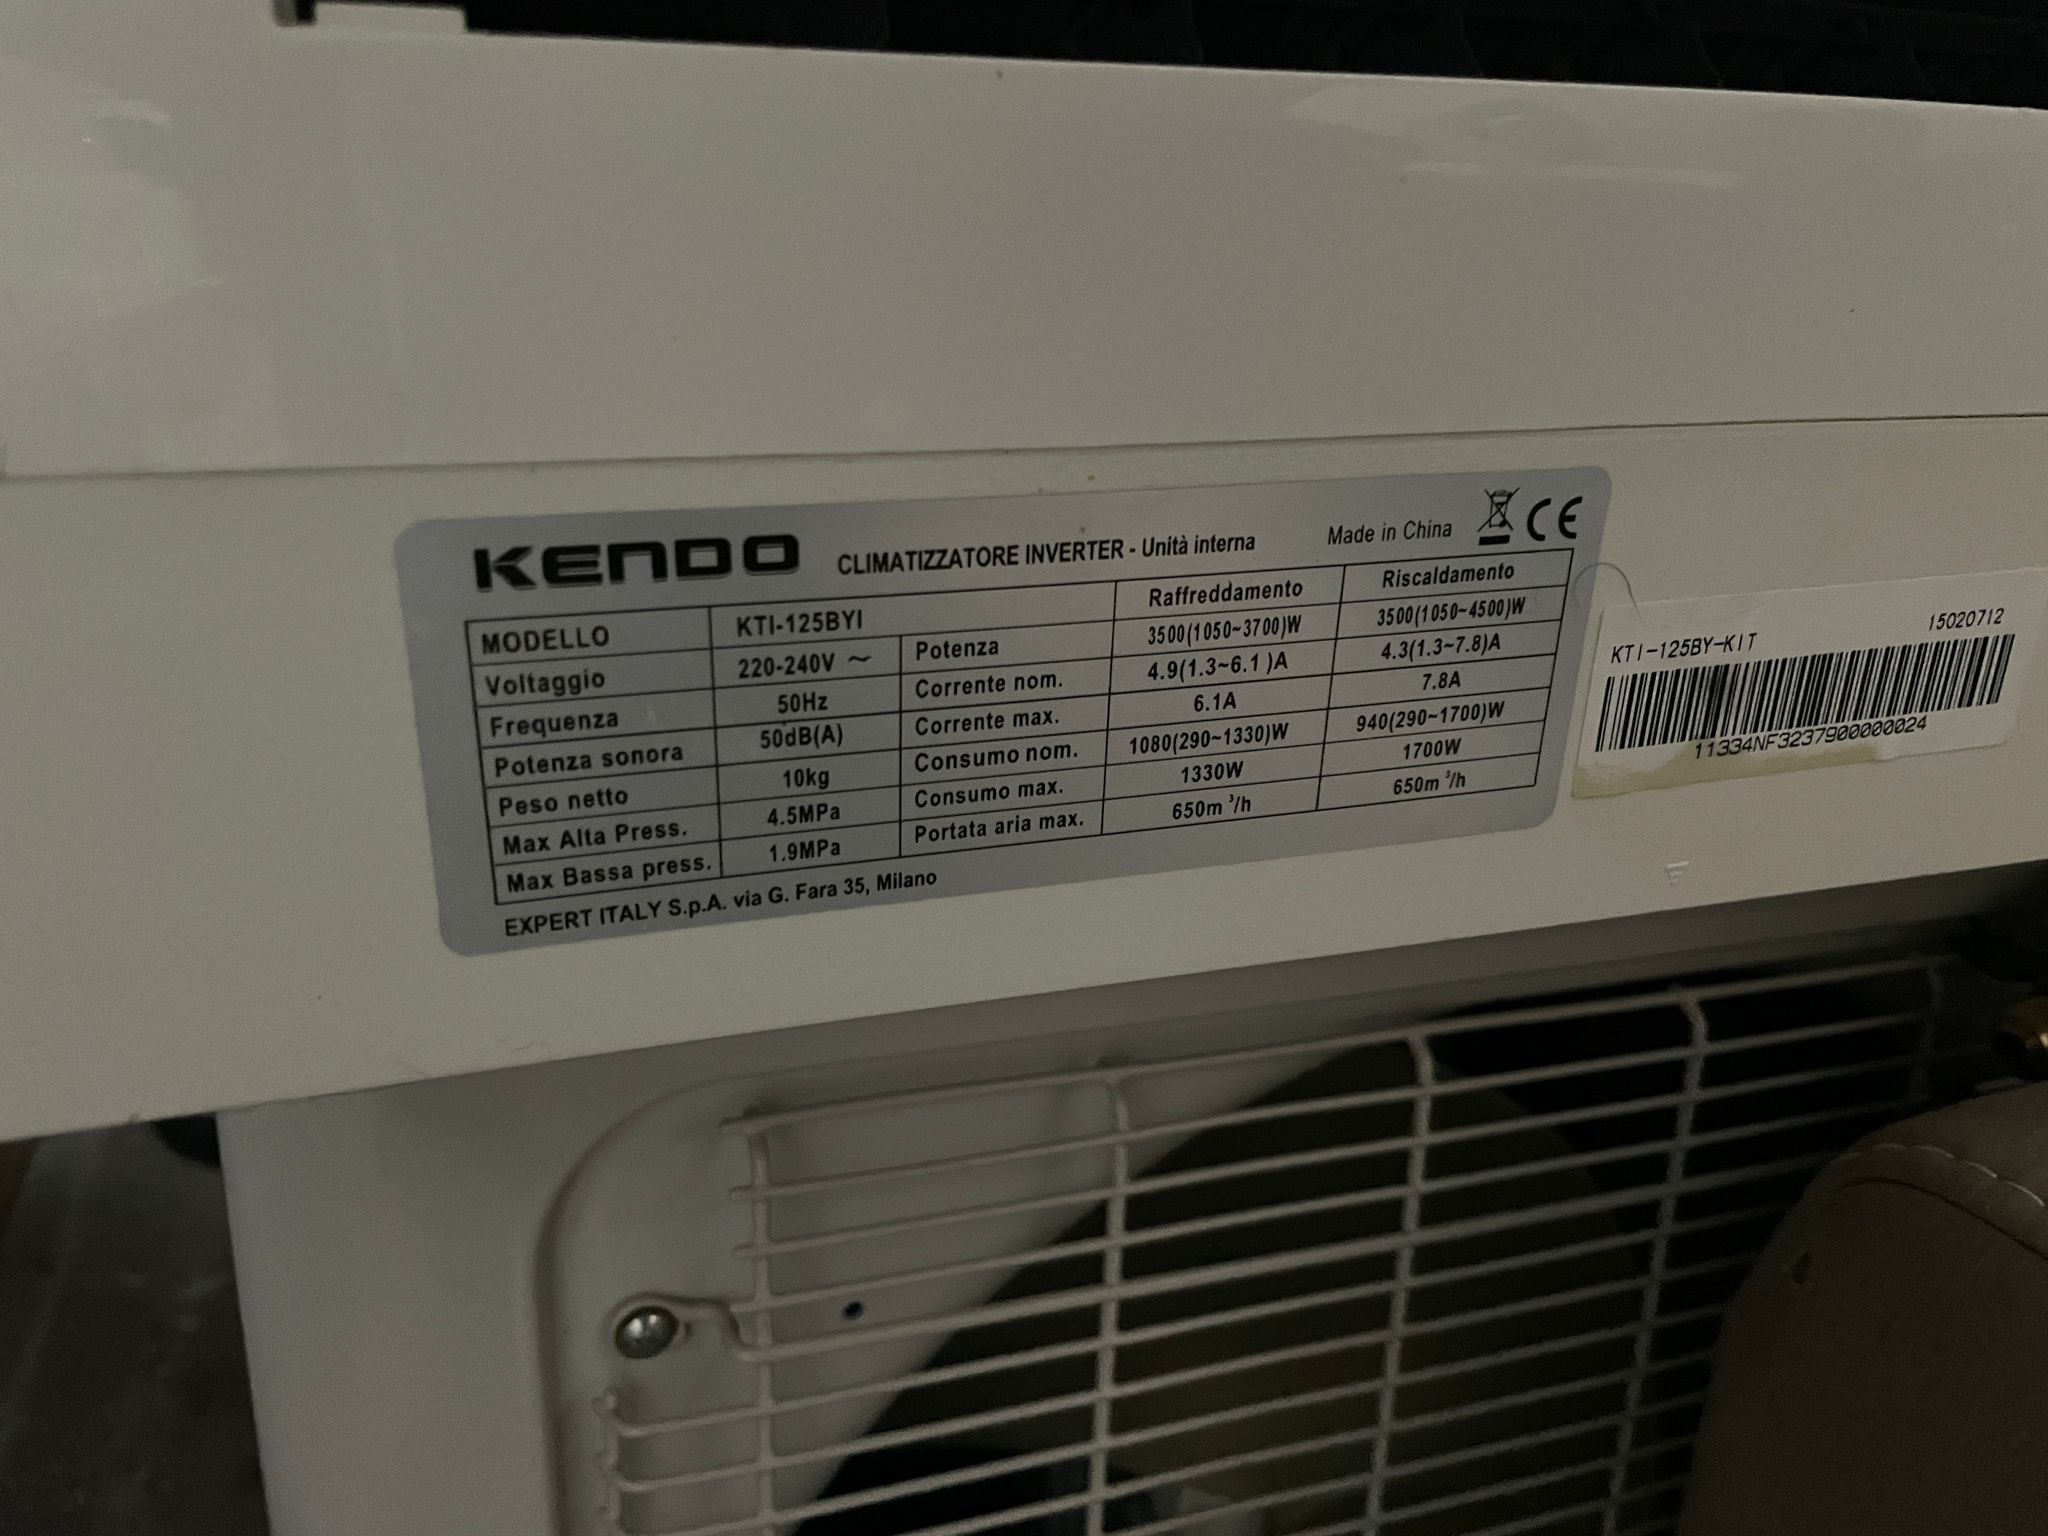 KENDO CLIMATIZZATORE INVERTER - Unità interna Made in China CE
MODELLO KTI-125BYI Raffreddamento Riscaldamento
Voltaggio 220-240V ~ Potenza 3500(1050~3700)W 3500(1050~4500)W
Frequenza 50Hz Corrente nom. 4.9(1.3~6.1 )A 4.3(1.3~7.8)A
Potenza sonora 50dB(A) Corrente max. 6.1A 7.8A
Peso netto 10kg Consumo nom. 1080(290~1330)W 940(290~1700)W
Max Alta Press. 4.5MPa Consumo max. 1330W 1700W
Max Bassa press. 1.9MPa Portata aria max. 650m³/h 650m³/h
EXPERT ITALY S.p.A. via G. Fara 35, Milano
15020712
KTI-125BY-KIT
11334NF3237900000024